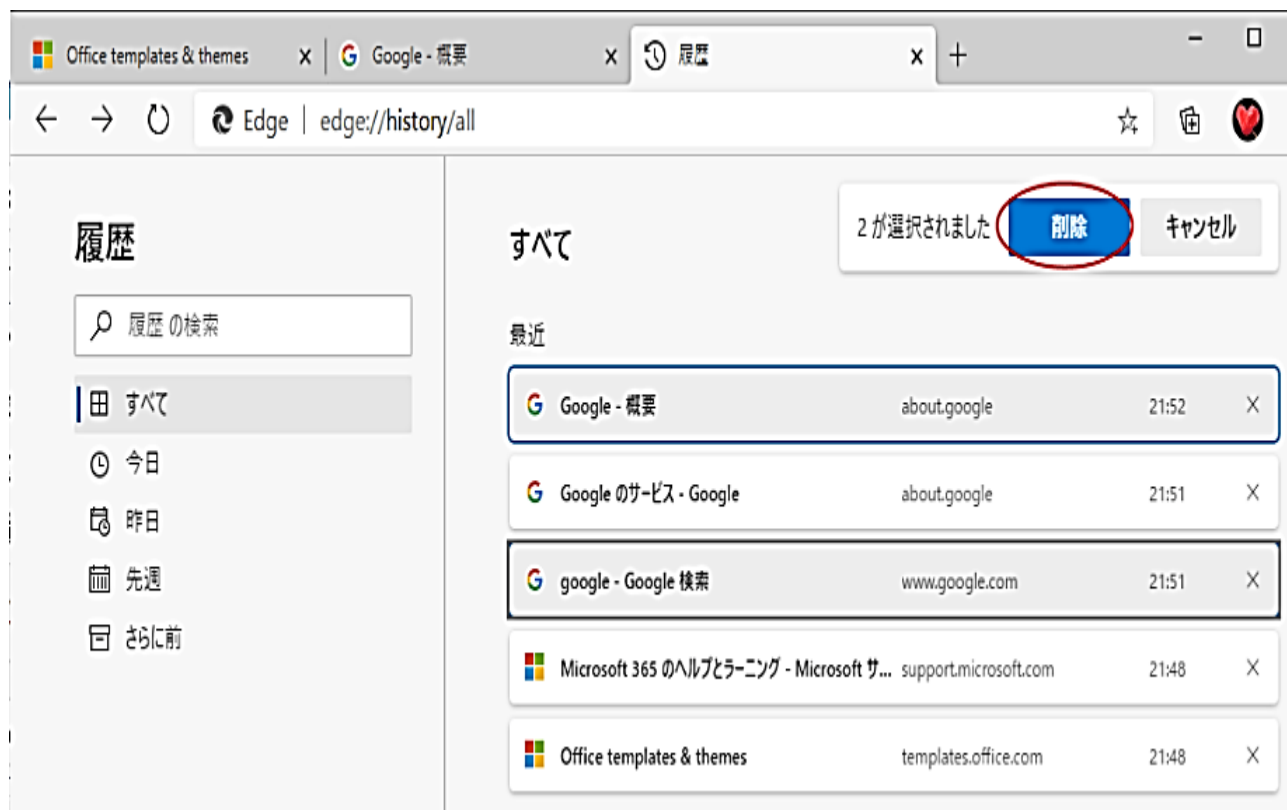 Office templates & themes
Google - 概要
履歴
Edge | edge://history/all
履歴
すべて
2 が選択されました 削除 キャンセル
履歴 の検索
最近
すべて
Google - 概要 about.google 21:52
今日
Google のサービス - Google about.google 21:51
昨日
先週
google - Google 検索 www.google.com 21:51
さらに前
Microsoft 365 のヘルプとラーニング - Microsoft サ... support.microsoft.com 21:48
Office templates & themes templates.office.com 21:48